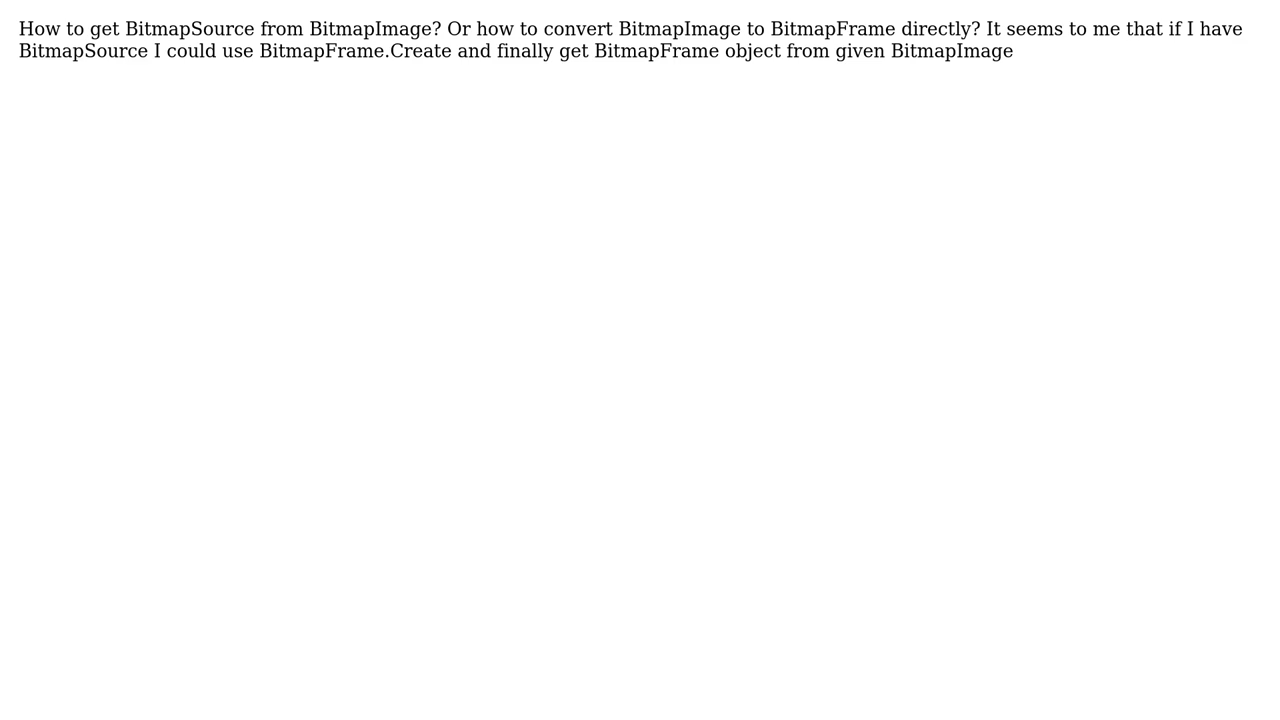 How to get BitmapSource from BitmapImage? Or how to convert BitmapImage to BitmapFrame directly? It seems to me that if I have
BitmapSource I could use BitmapFrame.Create and finally get BitmapFrame object from given BitmapImage